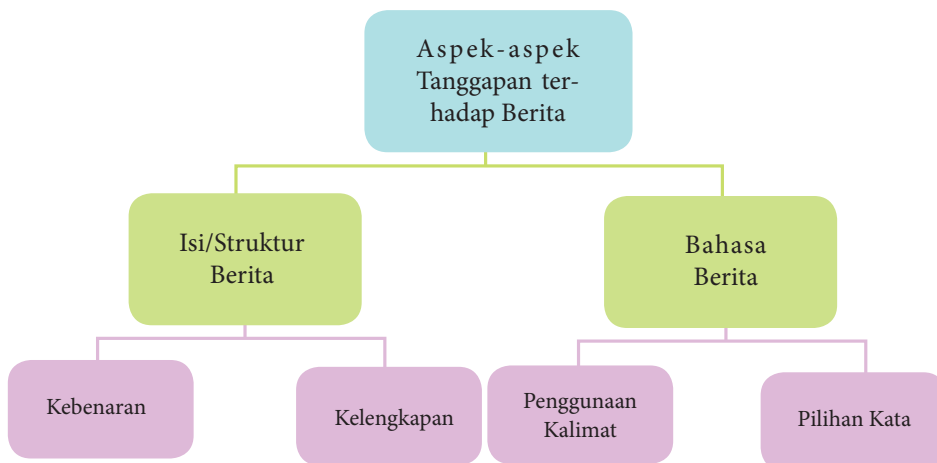 Aspek-aspek
Tanggapan ter-
hadap Berita
Isi/Struktur
Berita
Bahasa
Berita
Kebenaran
Kelengkapan
Penggunaan
Kalimat
Pilihan Kata